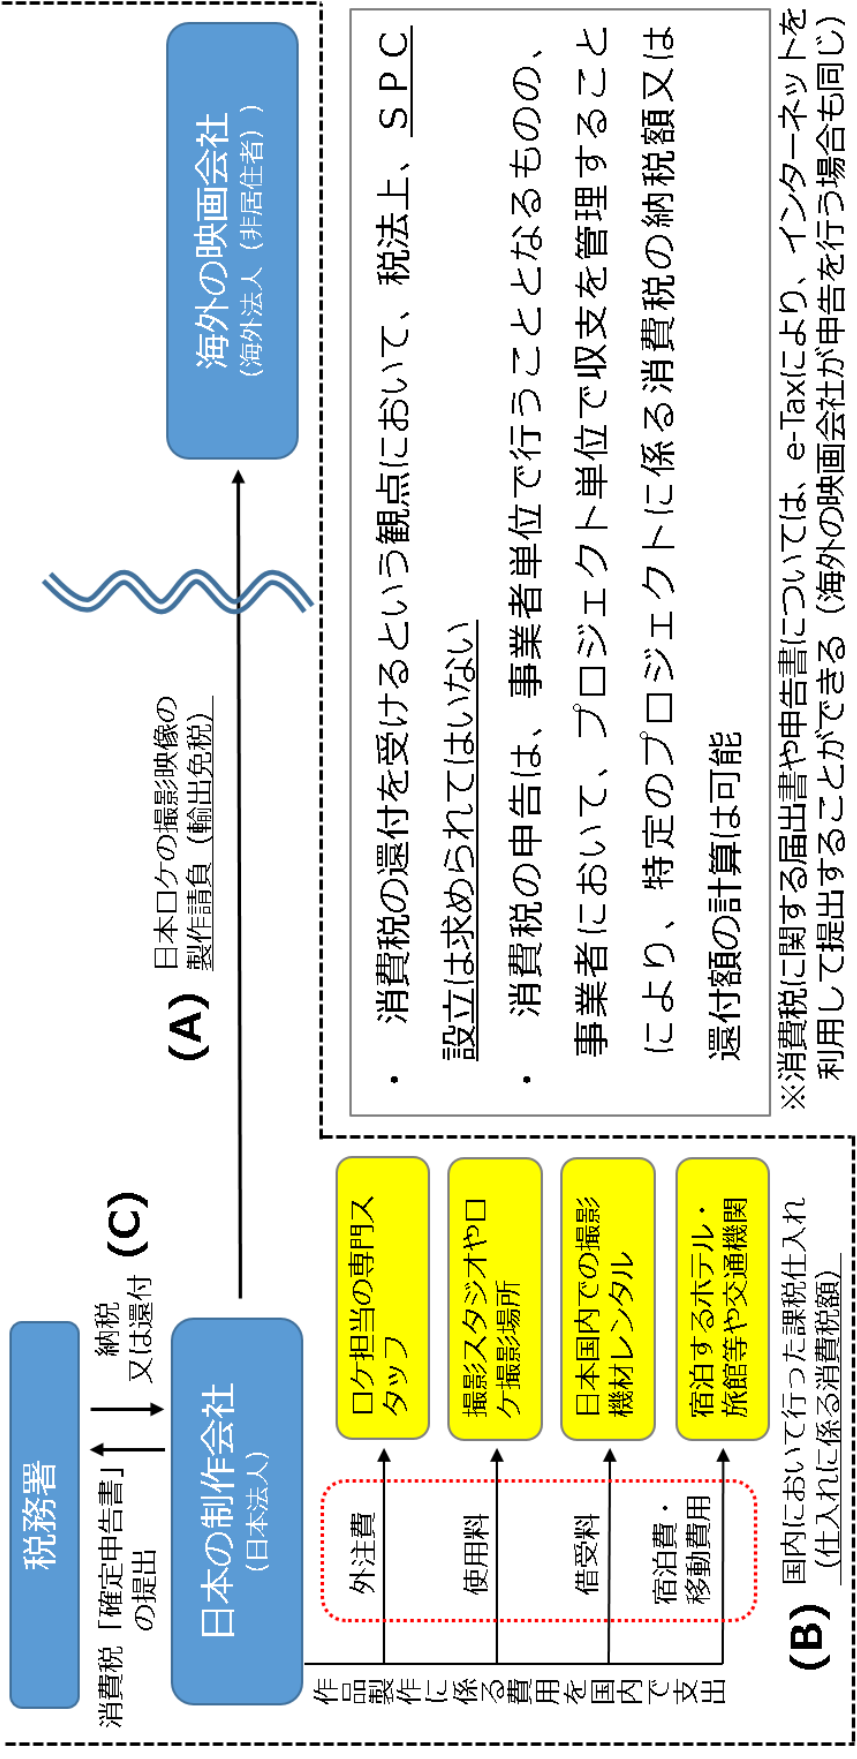 税務署
消費税「確定申告書」
の提出
納税
又は還付
(C)
日本の制作会社
(日本法人)
(A)
日本ロケの撮影映像の
製作請負（輸出免税）
海外の映画会社
(海外法人（非居住者）)
作品製作に係る費用を国内で支出
外注費
ロケ担当の専門ス
タッフ
使用料
撮影スタジオやロ
ケ撮影場所
借受料
日本国内での撮影
機材レンタル
宿泊費・
移動費用
宿泊するホテル・
旅館等や交通機関
(B)
国内において行った課税仕入れ
（仕入れに係る消費税額）
・ 消費税の還付を受けるという観点において、税法上、ＳＰＣ
設立は求められてはいない
・ 消費税の申告は、事業者単位で行うこととなるものの、
事業者において、プロジェクト単位で収支を管理すること
により、特定のプロジェクトに係る消費税の納税額又は
還付額の計算は可能
※消費税に関する届出書や申告書については、e-Taxにより、インターネットを
利用して提出することができる（海外の映画会社が申告を行う場合も同じ）